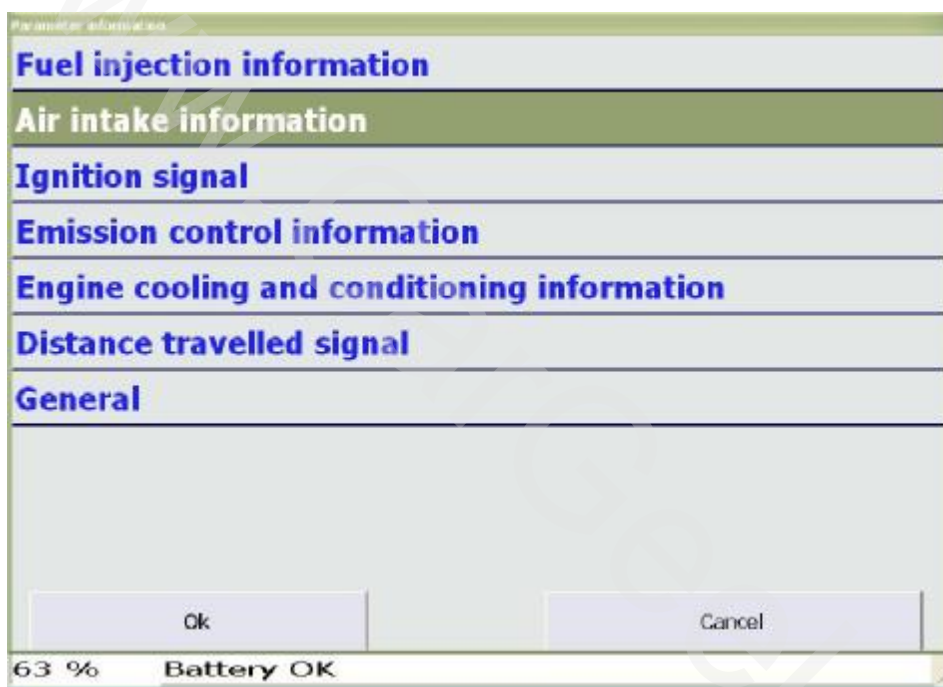 Parameter information
Fuel injection information
Air intake information
Ignition signal
Emission control information
Engine cooling and conditioning information
Distance travelled signal
General
Ok Cancel
63 % Battery OK